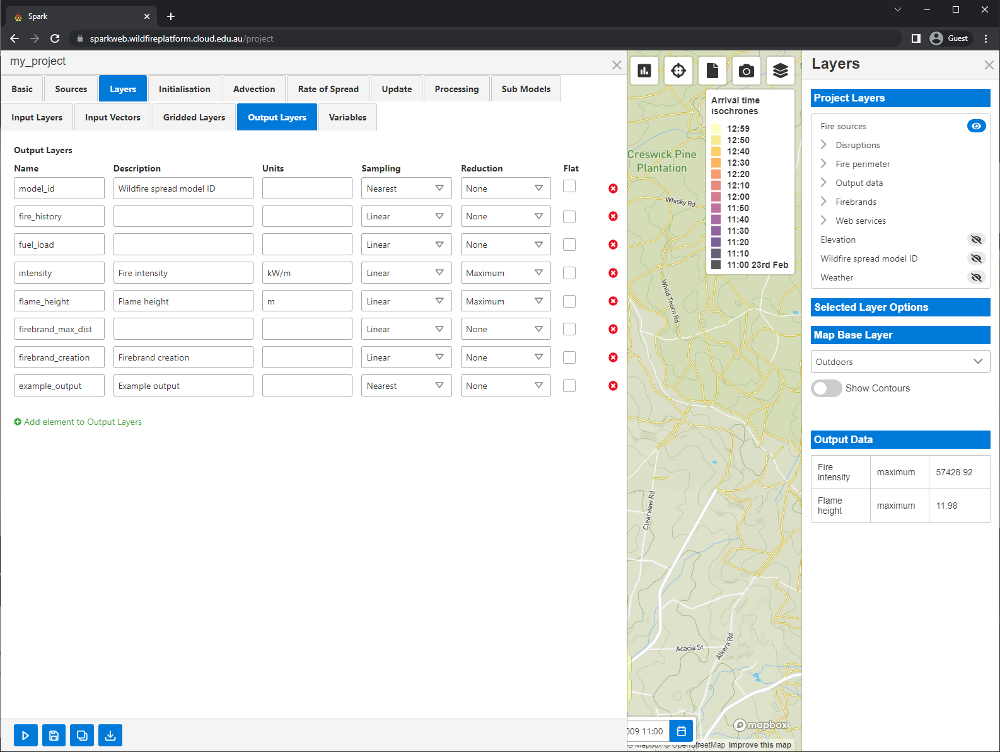 Spark
sparkweb.wildfireplatform.cloud.edu.au/project
Guest
my_project
Basic
Sources
Layers
Initialisation
Advection
Rate of Spread
Update
Processing
Sub Models
Input Layers
Input Vectors
Gridded Layers
Output Layers
Variables
Output Layers
Name
Description
Units
Sampling
Reduction
Flat
model_id
Wildfire spread model ID
Nearest
None
fire_history
Linear
None
fuel_load
Linear
None
intensity
Fire intensity
kW/m
Linear
Maximum
flame_height
Flame height
m
Linear
Maximum
firebrand_max_dist
Linear
None
firebrand_creation
Firebrand creation
Linear
None
example_output
Example output
Nearest
None
Add element to Output Layers
Arrival time
isochrones
12:59
12:50
12:40
12:30
12:20
12:10
12:00
11:50
11:40
11:30
11:20
11:10
11:00 23rd Feb
Creswick Pine
Plantation
Whisky Rd
Whild Thorn Rd
Clearview Rd
Acacia St
Alkera Rd
009 11:00
mapbox
© Mapbox © OpenStreetMap Improve this map
Layers
Project Layers
Fire sources
Disruptions
Fire perimeter
Output data
Firebrands
Web services
Elevation
Wildfire spread model ID
Weather
Selected Layer Options
Map Base Layer
Outdoors
Show Contours
Output Data
Fire
intensity
maximum
57428.92
Flame
height
maximum
11.98